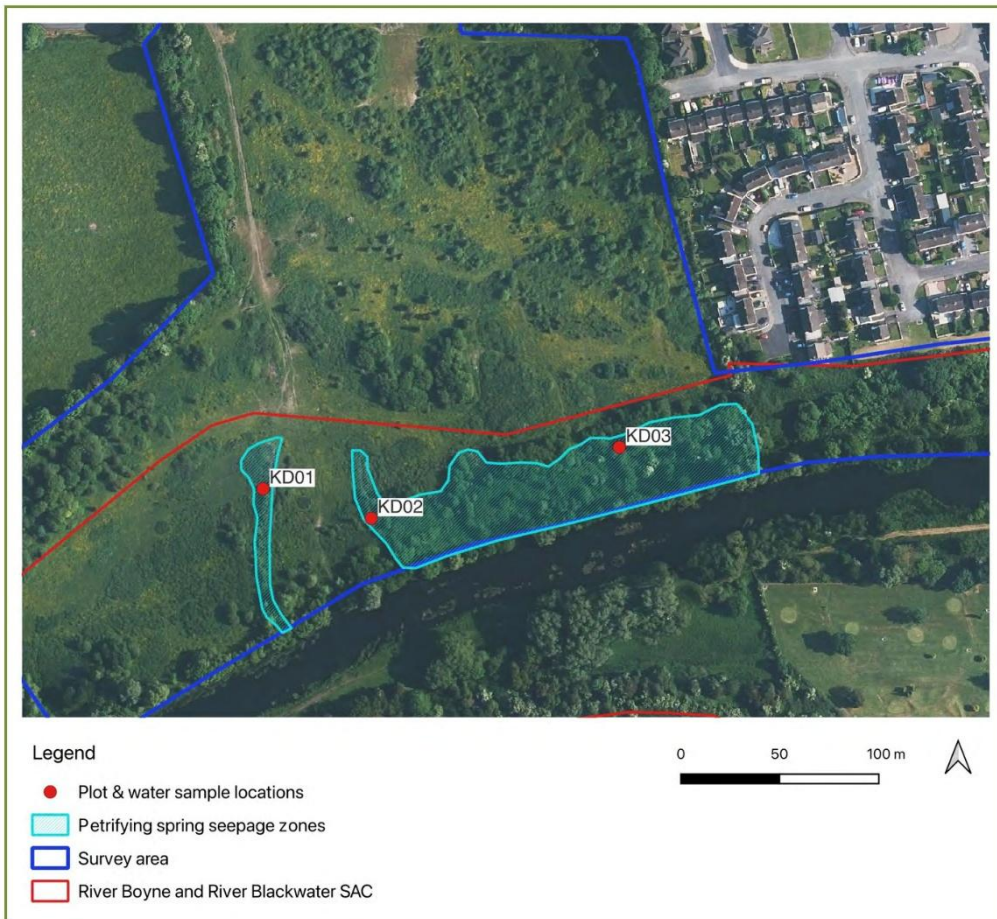 KD03
KD01
KD02
Legend
0 50 100 m
Plot & water sample locations
Petrifying spring seepage zones
Survey area
River Boyne and River Blackwater SAC